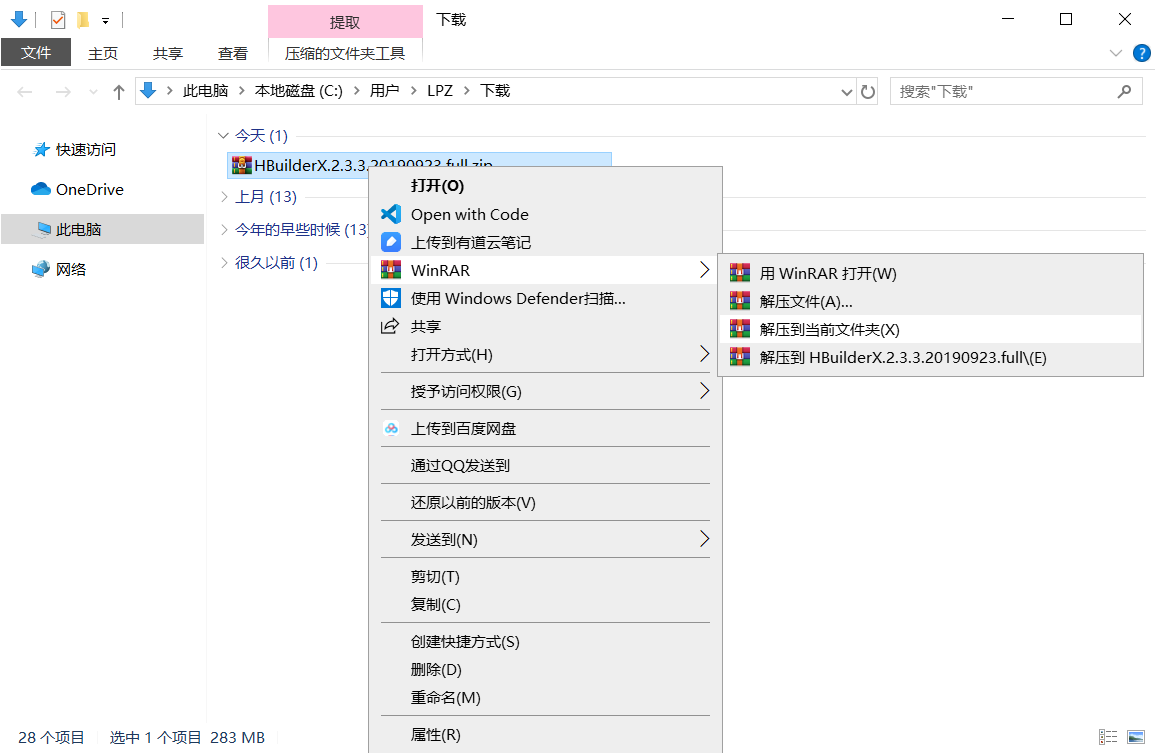 提取
下载
文件
主页
共享
查看
压缩的文件夹工具
此电脑
本地磁盘 (C:)
用户
LPZ
下载
搜索"下载"
快速访问
OneDrive
此电脑
网络
今天 (1)
HBuilderX.2.3.3.20190923.full.zip
上月 (13)
今年的早些时候 (13)
很久以前 (1)
打开(O)
Open with Code
上传到有道云笔记
WinRAR
使用 Windows Defender扫描...
共享
打开方式(H)
授予访问权限(G)
上传到百度网盘
通过QQ发送到
还原以前的版本(V)
发送到(N)
剪切(T)
复制(C)
创建快捷方式(S)
删除(D)
重命名(M)
属性(R)
用 WinRAR 打开(W)
解压文件(A)...
解压到当前文件夹(X)
解压到 HBuilderX.2.3.3.20190923.full\(E)
28 个项目
选中 1 个项目
283 MB